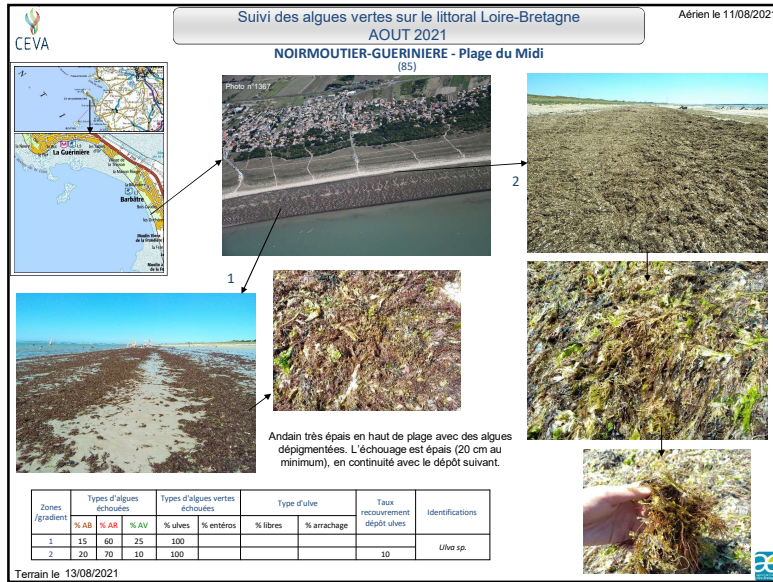 CEVA
Suivi des algues vertes sur le littoral Loire-Bretagne
AOUT 2021
Aérien le 11/08/2021
NOIRMOUTIER-GUERINIERE - Plage du Midi
(85)
Photo n°1367
La Guérinière
Barbâtre
1
2
Andain très épais en haut de plage avec des algues
dépigmentées. L'échouage est épais (20 cm au
minimum), en continuité avec le dépôt suivant.
Zones /gradient Types d'algues échouées Types d'algues vertes échouées Type d'ulve Taux recouvrement dépôt ulves Identifications
% AB % AR % AV % ulves % entéros % libres % arrachage
1 15 60 25 100
2 20 70 10 100 10
Ulva sp.
Terrain le 13/08/2021